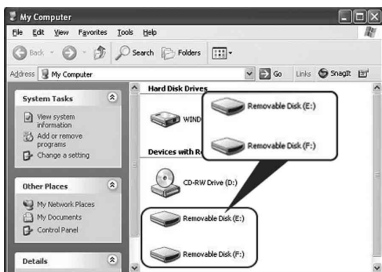 My Computer
File Edit View Favorites Tools Help
Back Search Folders
Address My Computer Go Links SnagIt
System Tasks
View system information
Add or remove programs
Change a setting
Other Places
My Network Places
My Documents
Control Panel
Details
Hard Disk Drives
WIND
Removable Disk (E:)
Removable Disk (F:)
Devices with R
CD-RW Drive (D:)
Removable Disk (E:)
Removable Disk (F:)